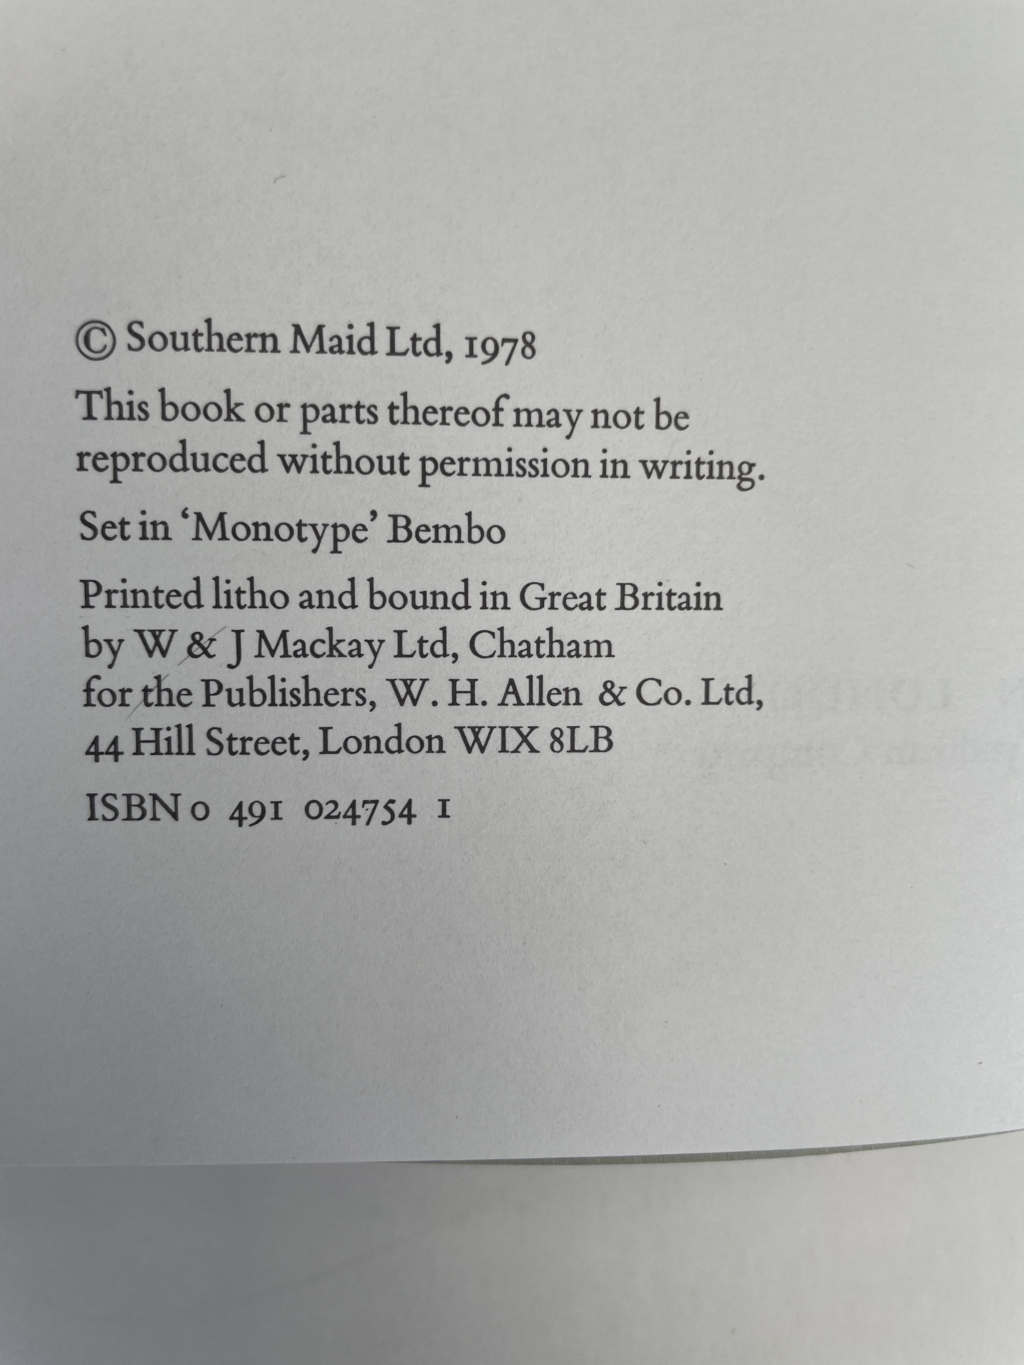 © Southern Maid Ltd, 1978
This book or parts thereof may not be
reproduced without permission in writing.
Set in ‘Monotype’ Bembo
Printed litho and bound in Great Britain
by W & J Mackay Ltd, Chatham
for the Publishers, W. H. Allen & Co. Ltd,
44 Hill Street, London WIX 8LB
ISBN 0 491 024754 1